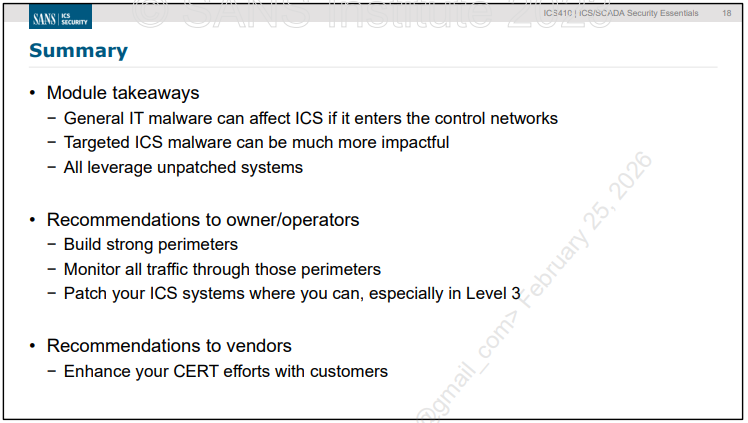 © SANS Institute 2026
SANS ICS SECURITY
ICS410 | ICS/SCADA Security Essentials 18
Summary
• Module takeaways
– General IT malware can affect ICS if it enters the control networks
– Targeted ICS malware can be much more impactful
– All leverage unpatched systems
• Recommendations to owner/operators
– Build strong perimeters
– Monitor all traffic through those perimeters
– Patch your ICS systems where you can, especially in Level 3
• Recommendations to vendors
– Enhance your CERT efforts with customers
@gmail_com> February 25, 2026